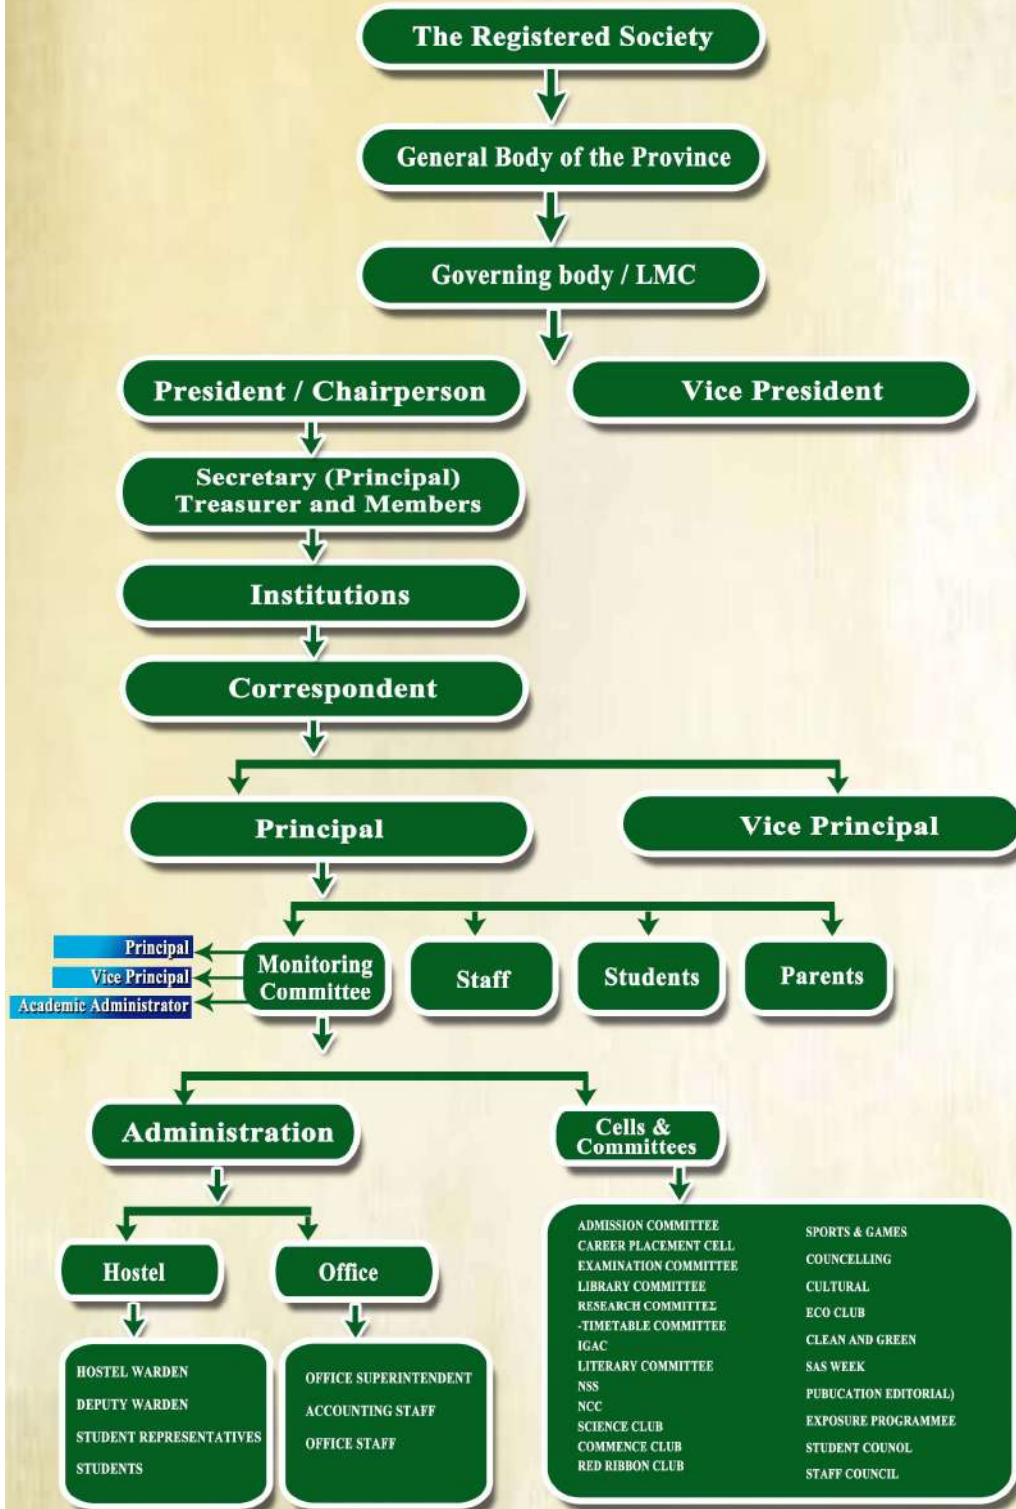 The Registered Society
General Body of the Province
Governing body / LMC
President / Chairperson
Vice President
Secretary (Principal)
Treasurer and Members
Institutions
Correspondent
Principal
Vice Principal
Principal
Vice Principal
Academic Administrator
Monitoring
Committee
Staff
Students
Parents
Administration
Cells &
Committees
Hostel
Office
HOSTEL WARDEN
DEPUTY WARDEN
STUDENT REPRESENTATIVES
STUDENTS
OFFICE SUPERINTENDENT
ACCOUNTING STAFF
OFFICE STAFF
ADMISSION COMMITTEE
CAREER PLACEMENT CELL
EXAMINATION COMMITTEE
LIBRARY COMMITTEE
RESEARCH COMMITTEΣ
-TIMETABLE COMMITTEE
IGAC
LITERARY COMMITTEE
NSS
NCC
SCIENCE CLUB
COMMENCE CLUB
RED RIBBON CLUB
SPORTS & GAMES
COUNCELLING
CULTURAL
ECO CLUB
CLEAN AND GREEN
SAS WEEK
PUBUCATION EDITORIAL)
EXPOSURE PROGRAMMEE
STUDENT COUNOL
STAFF COUNCIL